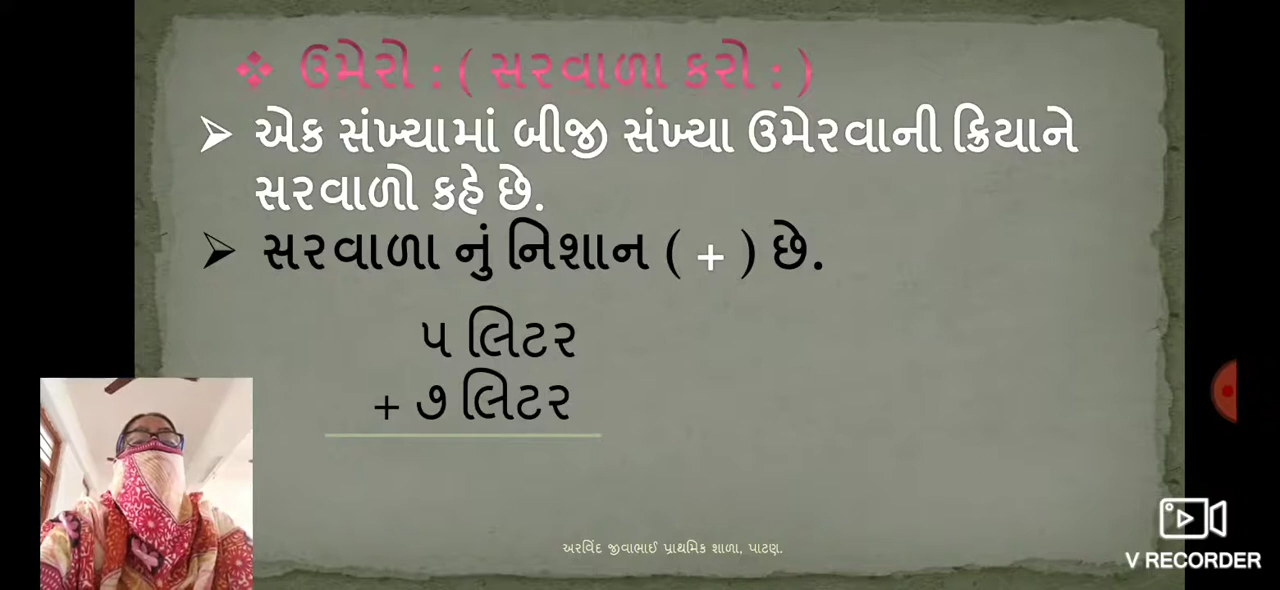 ❖ ઉમેરો : ( સરવાળા કરો : )
➢ એક સંખ્યામાં બીજી સંખ્યા ઉમેરવાની ક્રિયાને
સરવાળો કહે છે.
➢ સરવાળા નું નિશાન ( + ) છે.
૫ લિટર
+ ૭ લિટર
અરવિંદ જીવાભાઈ પ્રાથમિક શાળા, પાટણ.
V RECORDER